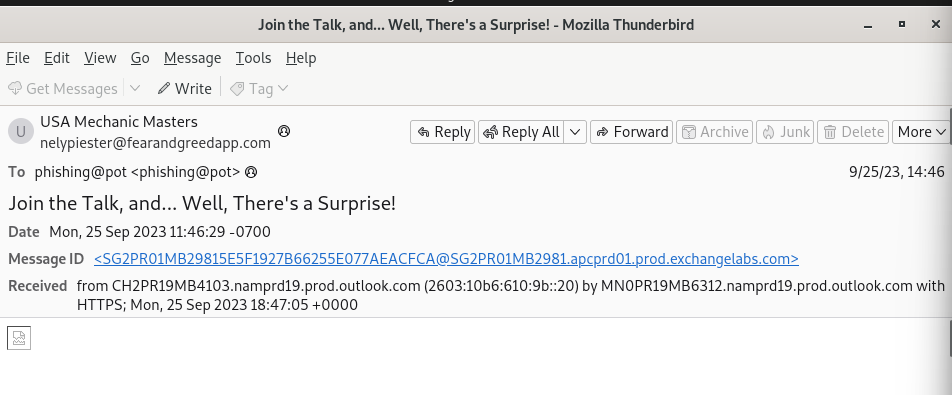 Join the Talk, and... Well, There's a Surprise! - Mozilla Thunderbird
File Edit View Go Message Tools Help
Get Messages Write Tag
U
USA Mechanic Masters
nelypiester@fearandgreedapp.com
Reply Reply All Forward Archive Junk Delete More
To phishing@pot <phishing@pot> 9/25/23, 14:46
Join the Talk, and... Well, There's a Surprise!
Date Mon, 25 Sep 2023 11:46:29 -0700
Message ID <SG2PR01MB29815E5F1927B66255E077AEACFCA@SG2PR01MB2981.apcprd01.prod.exchangelabs.com>
Received from CH2PR19MB4103.namprd19.prod.outlook.com (2603:10b6:610:9b::20) by MN0PR19MB6312.namprd19.prod.outlook.com with
HTTPS; Mon, 25 Sep 2023 18:47:05 +0000